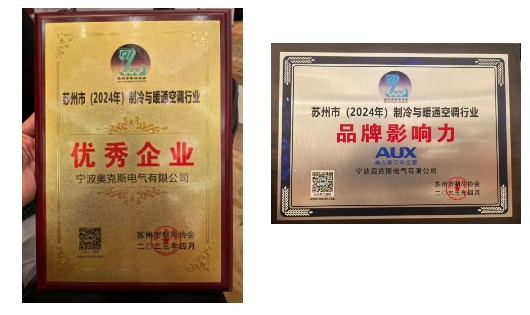 苏州市（2024年）制冷与暖通空调行业
优秀企业
宁波奥克斯电气有限公司
苏州市制冷协会
二〇二五年四月
苏州市（2024年）制冷与暖通空调行业
品牌影响力
AUX
宁波奥克斯电气有限公司
苏州市制冷协会
二〇二五年四月